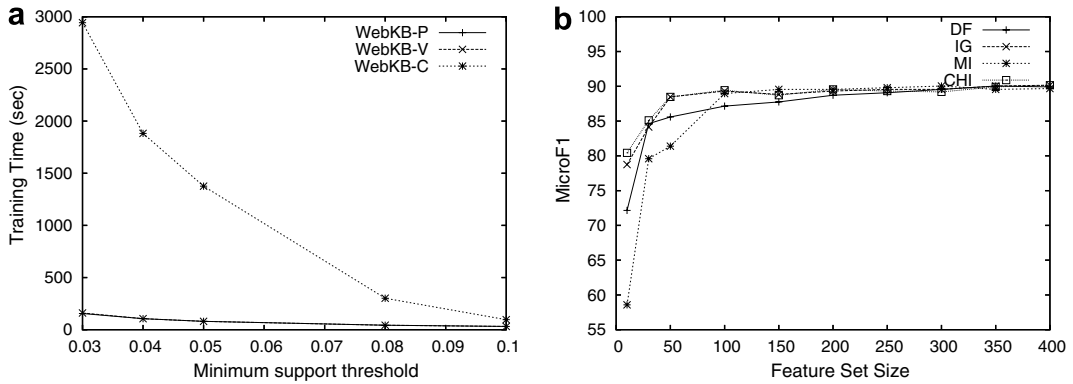 a
WebKB-P
WebKB-V
WebKB-C
Training Time (sec)
3000
2500
2000
1500
1000
500
0
0.03 0.04 0.05 0.06 0.07 0.08 0.09 0.1
Minimum support threshold
b
DF
IG
MI
CHI
MicroF1
100
95
90
85
80
75
70
65
60
55
0 50 100 150 200 250 300 350 400
Feature Set Size